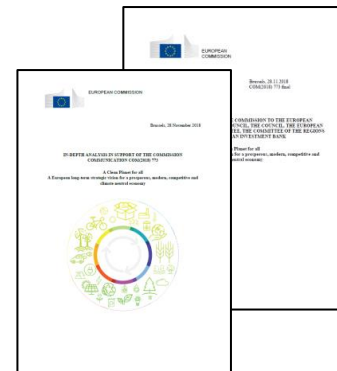 EUROPEAN
COMMISSION
Brussels, 28.11.2018
COM(2018) 773 final
COMMISSION TO THE EUROPEAN
COUNCIL, THE COUNCIL, THE EUROPEAN
THE COMMITTEE OF THE REGIONS
AN INVESTMENT BANK
Planet for all
for a prosperous, modern, competitive and
neutral economy
EUROPEAN COMMISSION
Brussels, 28 November 2018
IN-DEPTH ANALYSIS IN SUPPORT OF THE COMMISSION
COMMUNICATION COM(2018) 773
A Clean Planet for all
A European long-term strategic vision for a prosperous, modern, competitive and
climate neutral economy